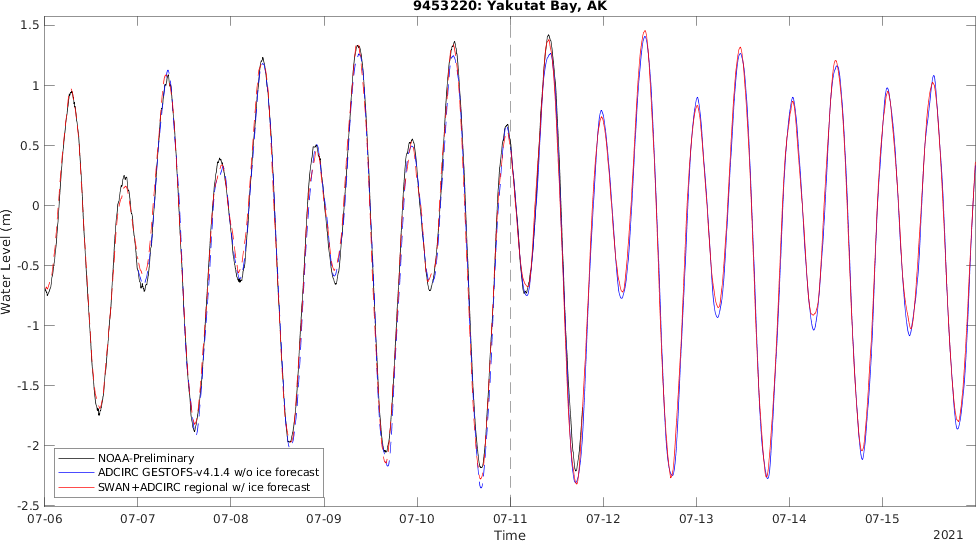 9453220: Yakutat Bay, AK
1.5
1
0.5
0
-0.5
-1
-1.5
-2
-2.5
Water Level (m)
NOAA-Preliminary
ADCIRC GESTOFS-v4.1.4 w/o ice forecast
SWAN+ADCIRC regional w/ ice forecast
07-06 07-07 07-08 07-09 07-10 07-11 07-12 07-13 07-14 07-15
Time
2021